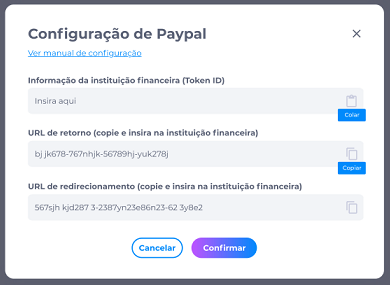 Configuração de Paypal
Ver manual de configuração
Informação da instituição financeira (Token ID)
Insira aqui
Colar
URL de retorno (copie e insira na instituição financeira)
bj jk678-767nhjk-56789hj-yuk278j
Copiar
URL de redirecionamento (copie e insira na instituição financeira)
567sjh kjd287 3-2387yn23e86n23-62 3y8e2
Cancelar
Confirmar